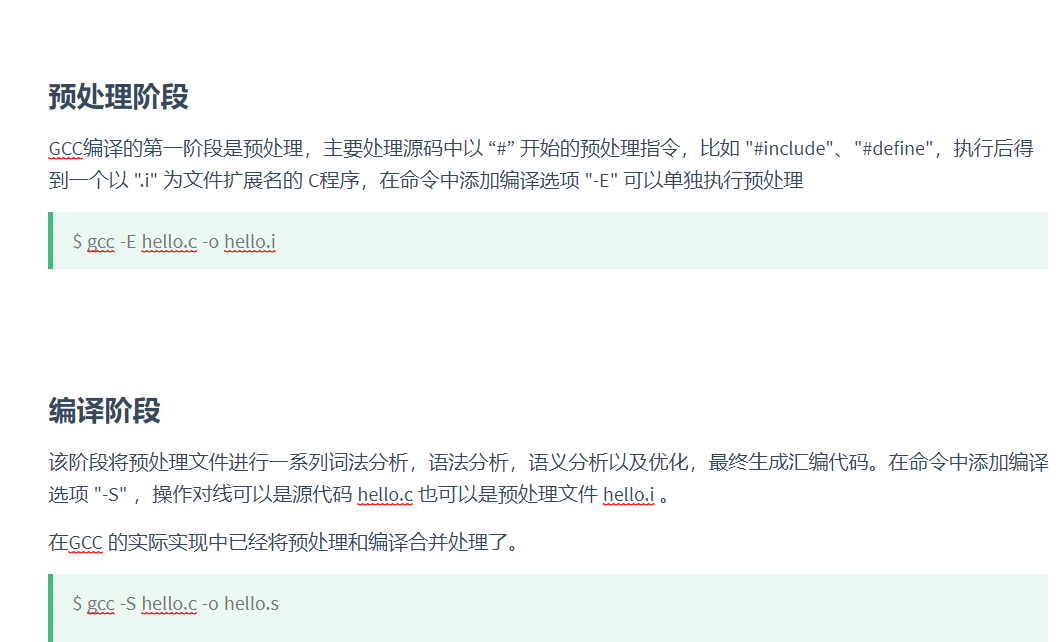 预处理阶段
GCC编译的第一阶段是预处理，主要处理源码中以 “#” 开始的预处理指令，比如 "#include"、"#define"，执行后得
到一个以 ".i" 为文件扩展名的 C程序，在命令中添加编译选项 "-E" 可以单独执行预处理
$ gcc -E hello.c -o hello.i
编译阶段
该阶段将预处理文件进行一系列词法分析，语法分析，语义分析以及优化，最终生成汇编代码。在命令中添加编译
选项 "-S" ，操作对线可以是源代码 hello.c 也可以是预处理文件 hello.i 。
在GCC 的实际实现中已经将预处理和编译合并处理了。
$ gcc -S hello.c -o hello.s